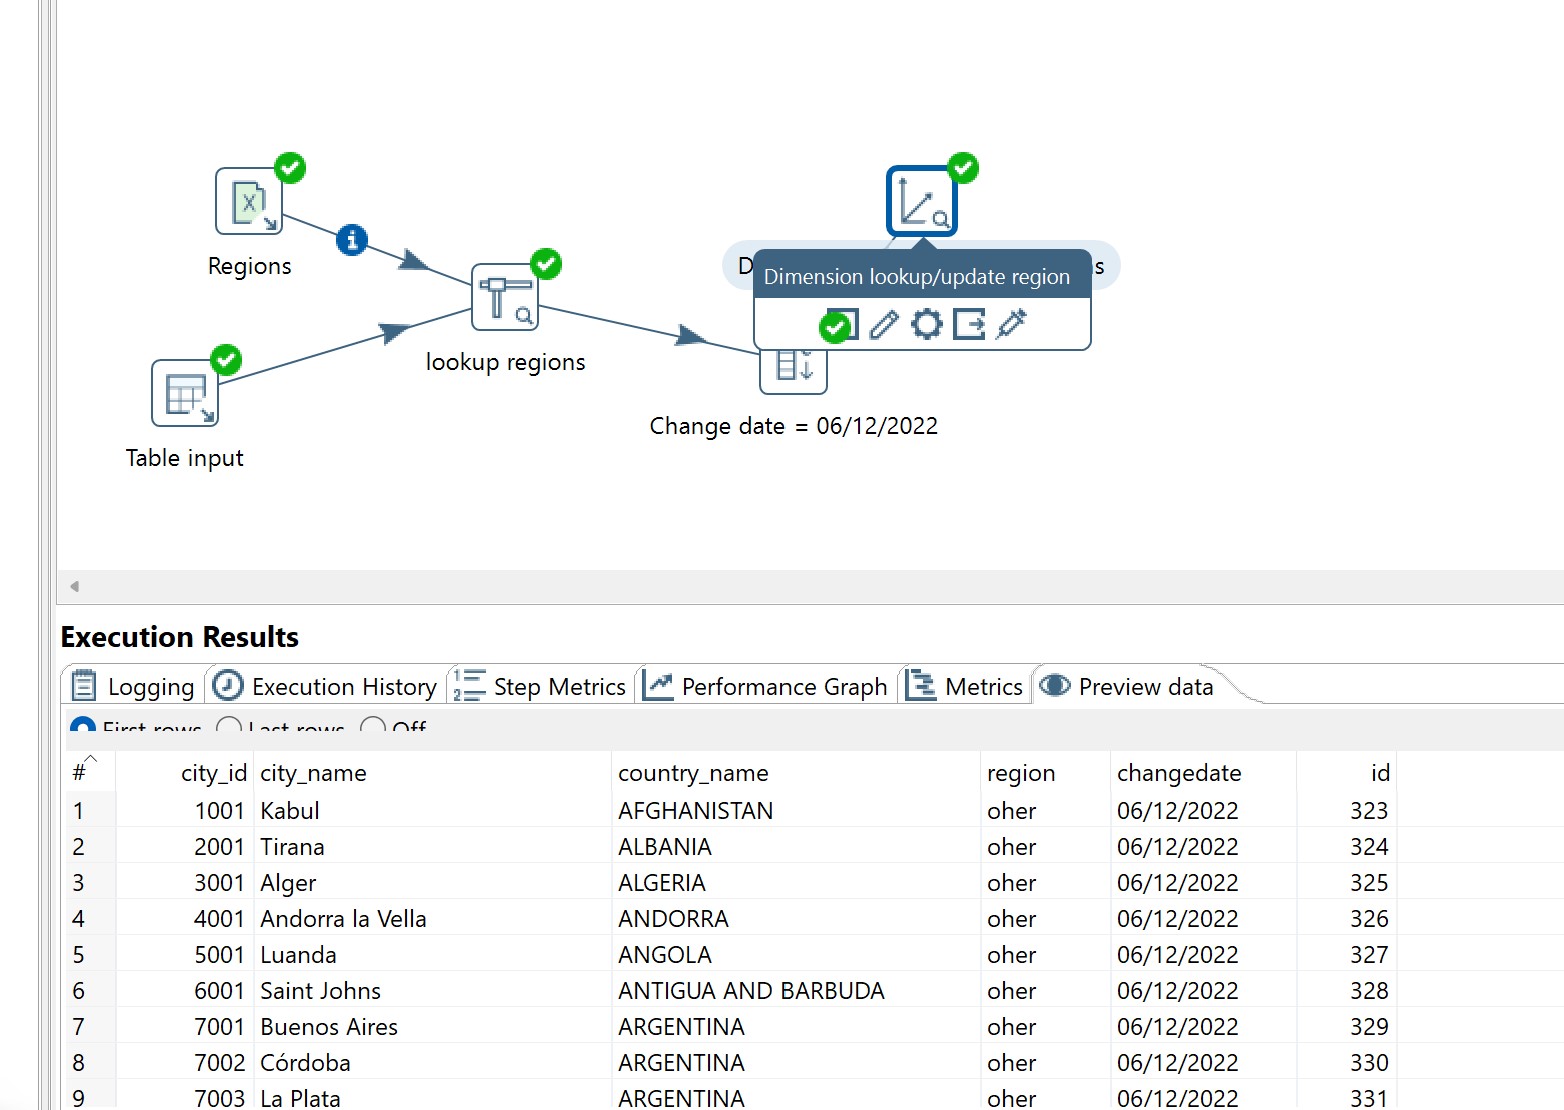 Regions
D
s
Dimension lookup/update region
lookup regions
Change date = 06/12/2022
Table input
Execution Results
Logging Execution History Step Metrics Performance Graph Metrics Preview data
First rows Last rows Off
# city_id city_name country_name region changedate id
1 1001 Kabul AFGHANISTAN oher 06/12/2022 323
2 2001 Tirana ALBANIA oher 06/12/2022 324
3 3001 Alger ALGERIA oher 06/12/2022 325
4 4001 Andorra la Vella ANDORRA oher 06/12/2022 326
5 5001 Luanda ANGOLA oher 06/12/2022 327
6 6001 Saint Johns ANTIGUA AND BARBUDA oher 06/12/2022 328
7 7001 Buenos Aires ARGENTINA oher 06/12/2022 329
8 7002 Córdoba ARGENTINA oher 06/12/2022 330
9 7003 La Plata ARGENTINA oher 06/12/2022 331